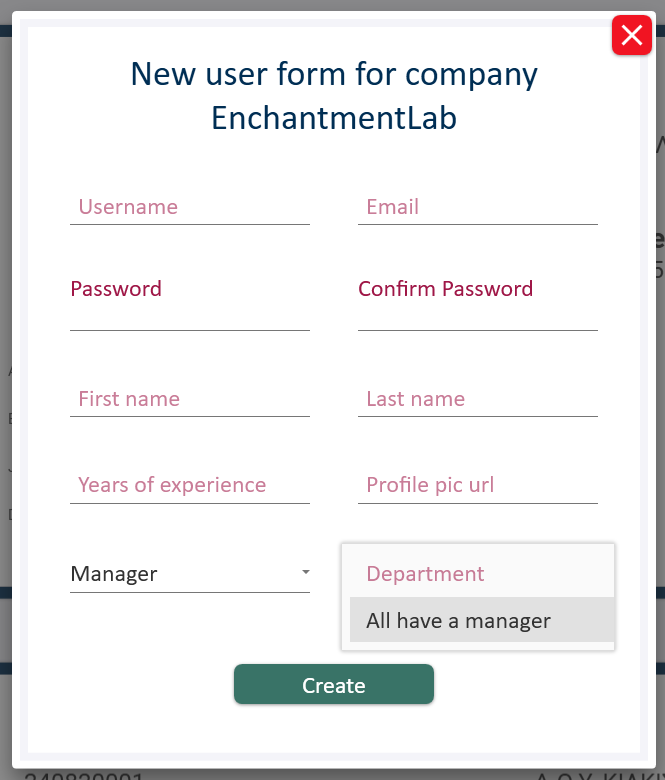 New user form for company
EnchantmentLab
Username
Email
Password
Confirm Password
First name
Last name
Years of experience
Profile pic url
Manager
Department
All have a manager
Create